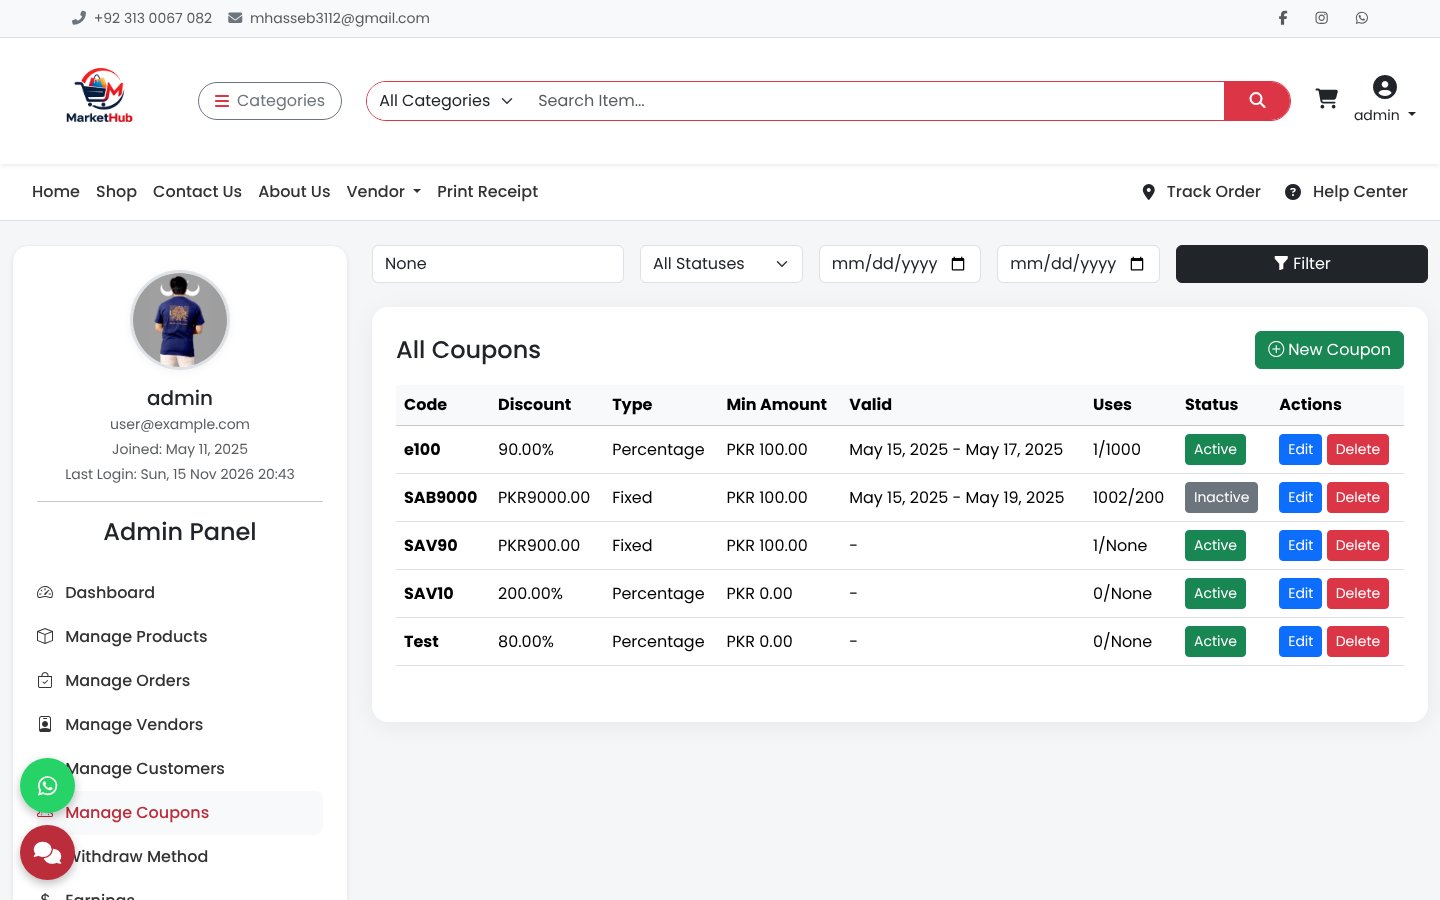 +92 313 0067 082 mhasseb3112@gmail.com
MarketHub
Categories
All Categories Search Item...
admin
Home Shop Contact Us About Us Vendor Print Receipt Track Order Help Center
None All Statuses mm/dd/yyyy mm/dd/yyyy Filter
admin
user@example.com
Joined: May 11, 2025
Last Login: Sun, 15 Nov 2026 20:43
Admin Panel
Dashboard
Manage Products
Manage Orders
Manage Vendors
Manage Customers
Manage Coupons
Withdraw Method
Earnings
All Coupons New Coupon
Code Discount Type Min Amount Valid Uses Status Actions
e100 90.00% Percentage PKR 100.00 May 15, 2025 - May 17, 2025 1/1000 Active Edit Delete
SAB9000 PKR9000.00 Fixed PKR 100.00 May 15, 2025 - May 19, 2025 1002/200 Inactive Edit Delete
SAV90 PKR900.00 Fixed PKR 100.00 - 1/None Active Edit Delete
SAV10 200.00% Percentage PKR 0.00 - 0/None Active Edit Delete
Test 80.00% Percentage PKR 0.00 - 0/None Active Edit Delete